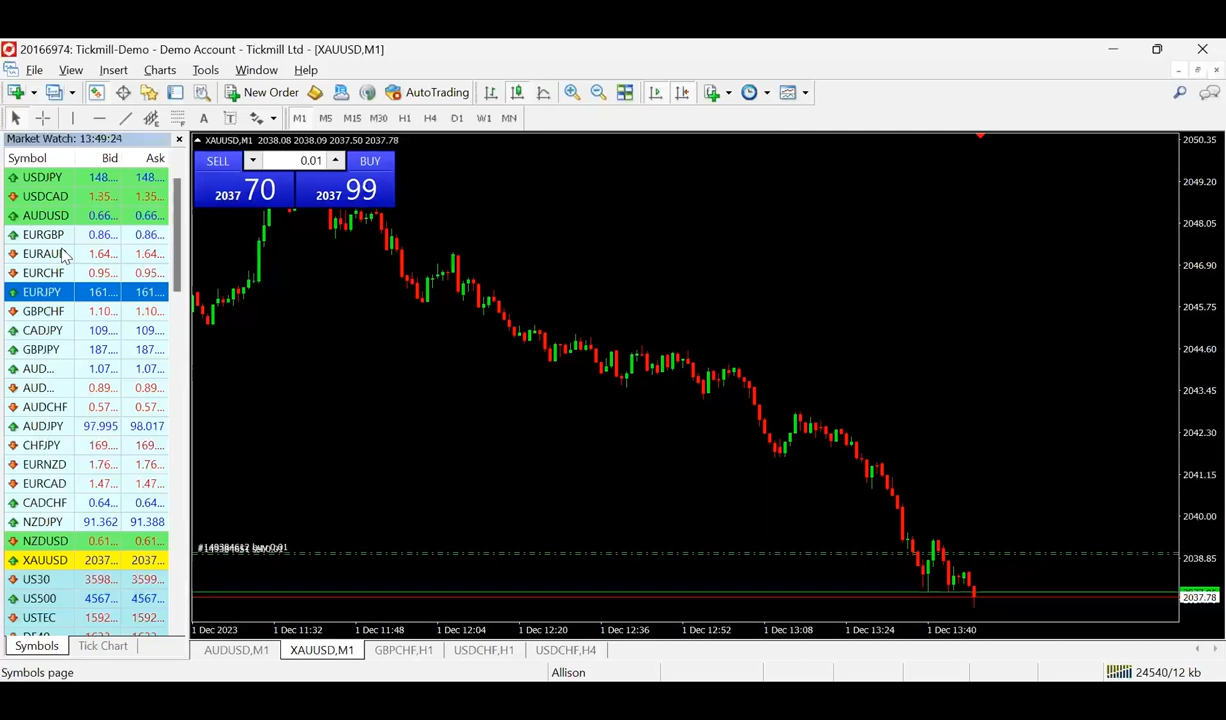 20166974: Tickmill-Demo - Demo Account - Tickmill Ltd - [XAUUSD,M1]
File View Insert Charts Tools Window Help
New Order AutoTrading
A T M1 M5 M15 M30 H1 H4 D1 W1 MN
Market Watch: 13:49:24
Symbol Bid Ask
USDJPY 148.... 148....
USDCAD 1.35... 1.35...
AUDUSD 0.66... 0.66...
EURGBP 0.86... 0.86...
EURAU 1.64... 1.64...
EURCHF 0.95... 0.95...
EURJPY 161.... 161....
GBPCHF 1.10... 1.10...
CADJPY 109.... 109....
GBPJPY 187.... 187....
AUD... 1.07... 1.07...
AUD... 0.89... 0.89...
AUDCHF 0.57... 0.57...
AUDJPY 97.995 98.017
CHFJPY 169.... 169....
EURNZD 1.76... 1.76...
EURCAD 1.47... 1.47...
CADCHF 0.64... 0.64...
NZDJPY 91.362 91.388
NZDUSD 0.61... 0.61...
XAUUSD 2037... 2037...
US30 3598... 3599...
US500 4567... 4567...
USTEC 1592... 1592...
Symbols Tick Chart
XAUUSD,M1 2038.08 2038.09 2037.50 2037.78
SELL 0.01 BUY
2037 70 2037 99
2050.35
2049.20
2048.05
2046.90
2045.75
2044.60
2043.45
2042.30
2041.15
2040.00
2038.85
2037.78
1 Dec 2023 1 Dec 11:32 1 Dec 11:48 1 Dec 12:04 1 Dec 12:20 1 Dec 12:36 1 Dec 12:52 1 Dec 13:08 1 Dec 13:24 1 Dec 13:40
AUDUSD,M1 XAUUSD,M1 GBPCHF,H1 USDCHF,H1 USDCHF,H4
Symbols page Allison 24540/12 kb